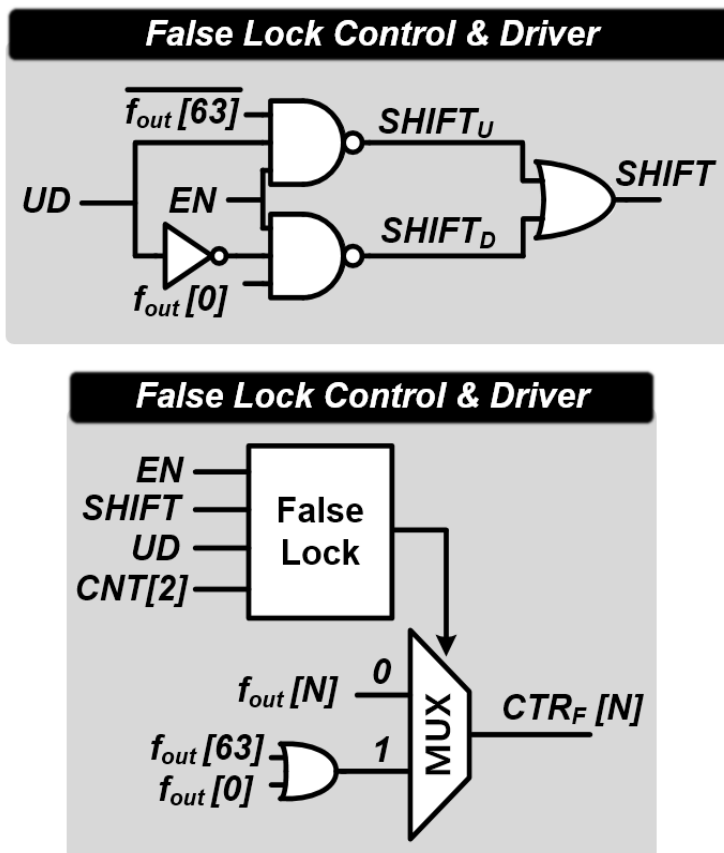 False Lock Control & Driver
f_out [63]
SHIFT_U
UD
EN
SHIFT
SHIFT_D
f_out [0]
False Lock Control & Driver
EN
SHIFT
UD
CNT[2]
False
Lock
0
f_out [N]
MUX
CTR_F [N]
f_out [63]
1
f_out [0]